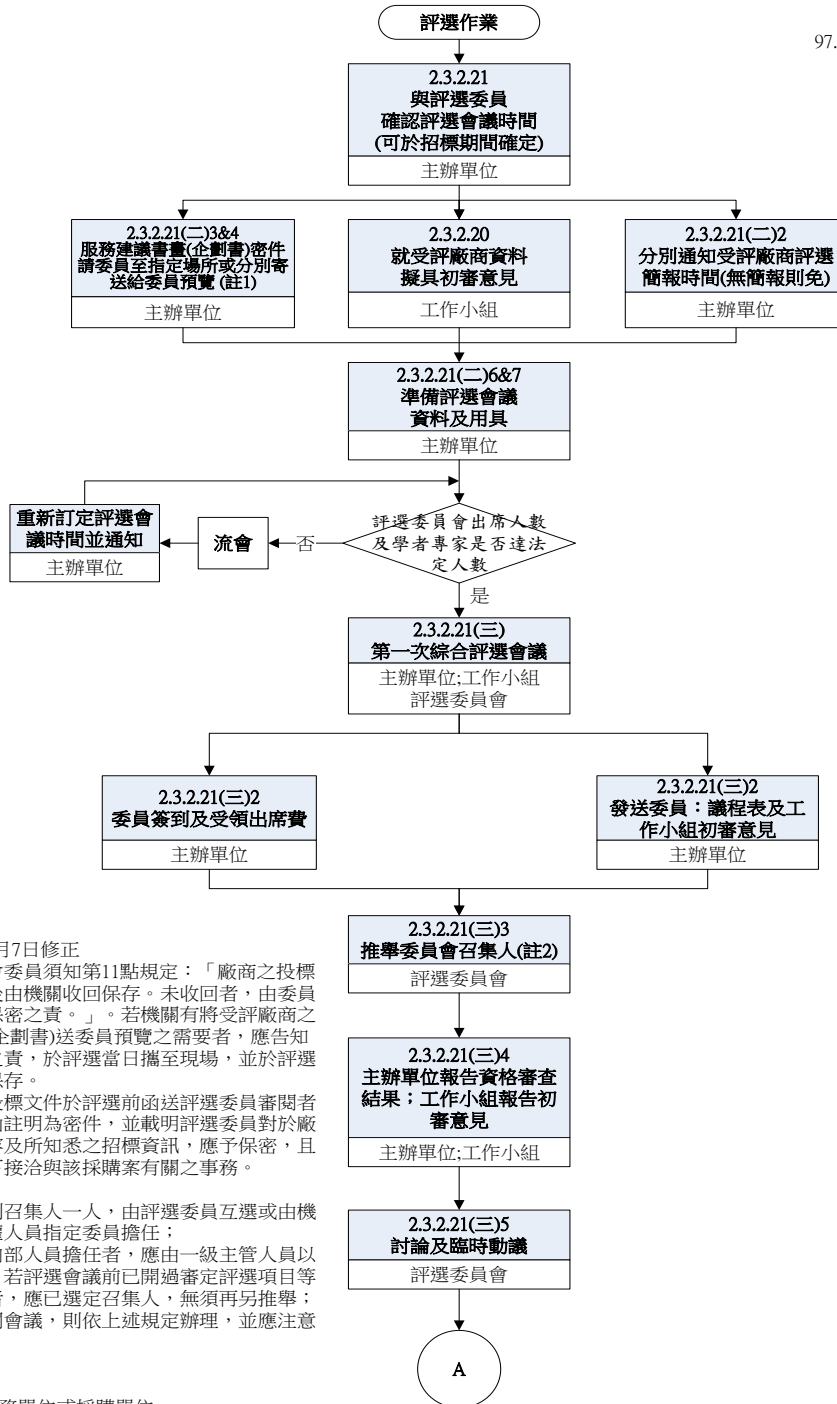 評選作業
97.
2.3.2.21
與評選委員
確認評選會議時間
(可於招標期間確定)
主辦單位
2.3.2.21(二)3&4
服務建議書畫(企劃書)密件
請委員至指定場所或分別寄
送給委員預覽 (註1)
主辦單位
2.3.2.20
就受評廠商資料
擬具初審意見
工作小組
2.3.2.21(二)2
分別通知受評廠商評選
簡報時間(無簡報則免)
主辦單位
2.3.2.21(二)6&7
準備評選會議
資料及用具
主辦單位
重新訂定評選會
議時間並通知
主辦單位
流會
否
評選委員會出席人數
及學者專家是否達法
定人數
是
2.3.2.21(三)
第一次綜合評選會議
主辦單位;工作小組
評選委員會
2.3.2.21(三)2
委員簽到及受領出席費
主辦單位
2.3.2.21(三)2
發送委員：議程表及工
作小組初審意見
主辦單位
2.3.2.21(三)3
推舉委員會召集人(註2)
評選委員會
2.3.2.21(三)4
主辦單位報告資格審查
結果；工作小組報告初
審意見
主辦單位;工作小組
2.3.2.21(三)5
討論及臨時動議
評選委員會
A
月7日修正
委員須知第11點規定：「廠商之投標
由機關收回保存。未收回者，由委員
保密之責。」。若機關有將受評廠商之
企劃書)送委員預覽之需要者，應告知
之責，於評選當日攜至現場，並於評選
保存。
投標文件於評選前函送評選委員審閱者
註明為密件，並載明評選委員對於廠
及所知悉之招標資訊，應予保密，且
接洽與該採購案有關之事務。
召集人一人，由評選委員互選或由機
人員指定委員擔任；
內部人員擔任者，應由一級主管人員以
若評選會議前已開過審定評選項目等
者，應已選定召集人，無須再另推舉；
會議，則依上述規定辦理，並應注意
務單位或採購單位